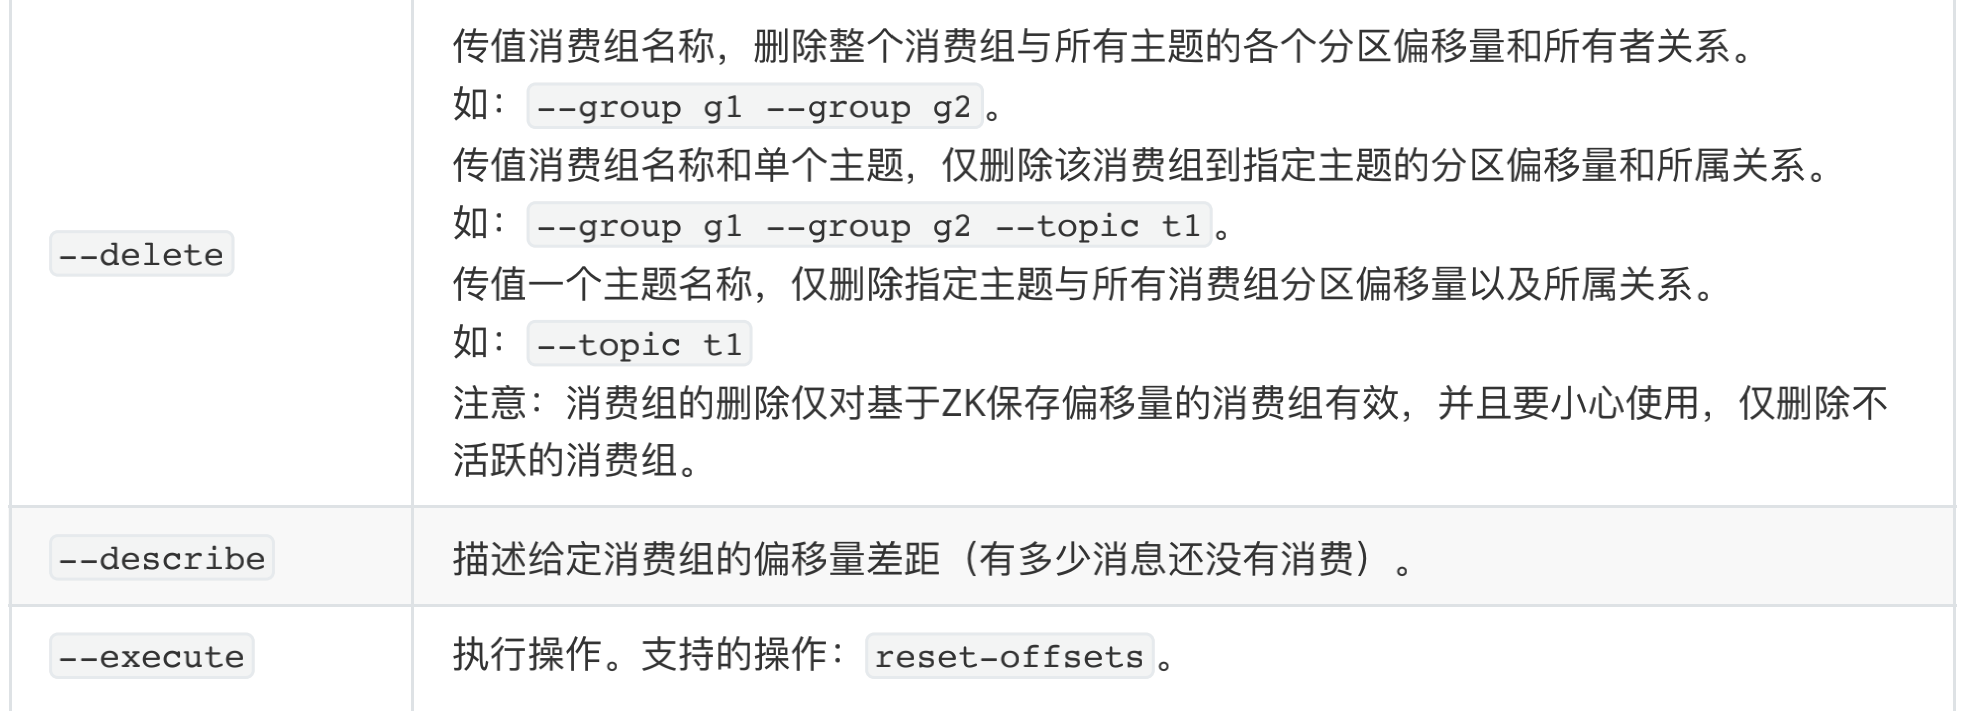 传值消费组名称，删除整个消费组与所有主题的各个分区偏移量和所有者关系。
如：--group g1 --group g2。
传值消费组名称和单个主题，仅删除该消费组到指定主题的分区偏移量和所属关系。
如：--group g1 --group g2 --topic t1。
--delete
传值一个主题名称，仅删除指定主题与所有消费组分区偏移量以及所属关系。
如：--topic t1
注意：消费组的删除仅对基于ZK保存偏移量的消费组有效，并且要小心使用，仅删除不
活跃的消费组。
--describe
描述给定消费组的偏移量差距（有多少消息还没有消费）。
--execute
执行操作。支持的操作：reset-offsets。